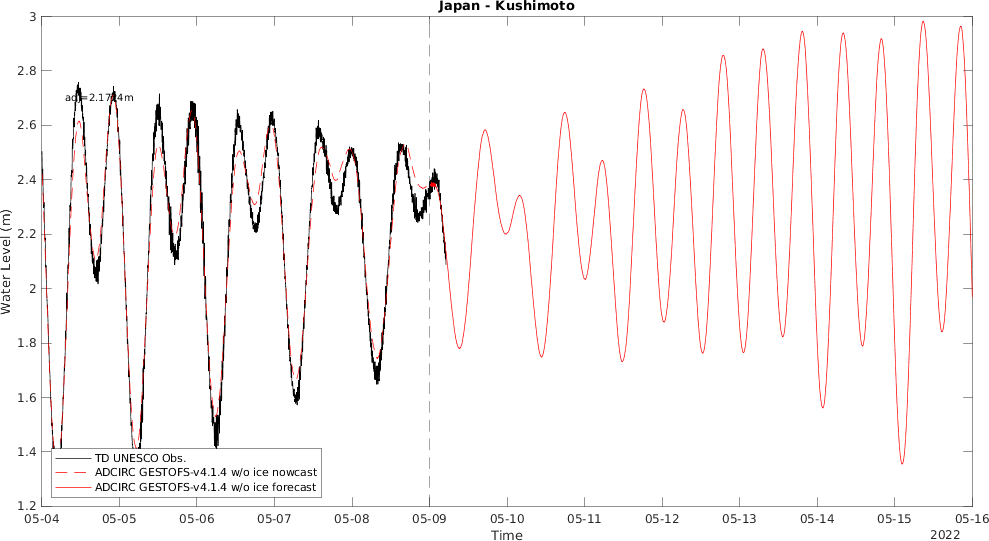 Japan - Kushimoto
3
2.8
2.6
2.4
2.2
2
1.8
1.6
1.4
1.2
Water Level (m)
adj=2.1774m
TD UNESCO Obs.
ADCIRC GESTOFS-v4.1.4 w/o ice nowcast
ADCIRC GESTOFS-v4.1.4 w/o ice forecast
05-04 05-05 05-06 05-07 05-08 05-09 05-10 05-11 05-12 05-13 05-14 05-15 05-16
Time
2022